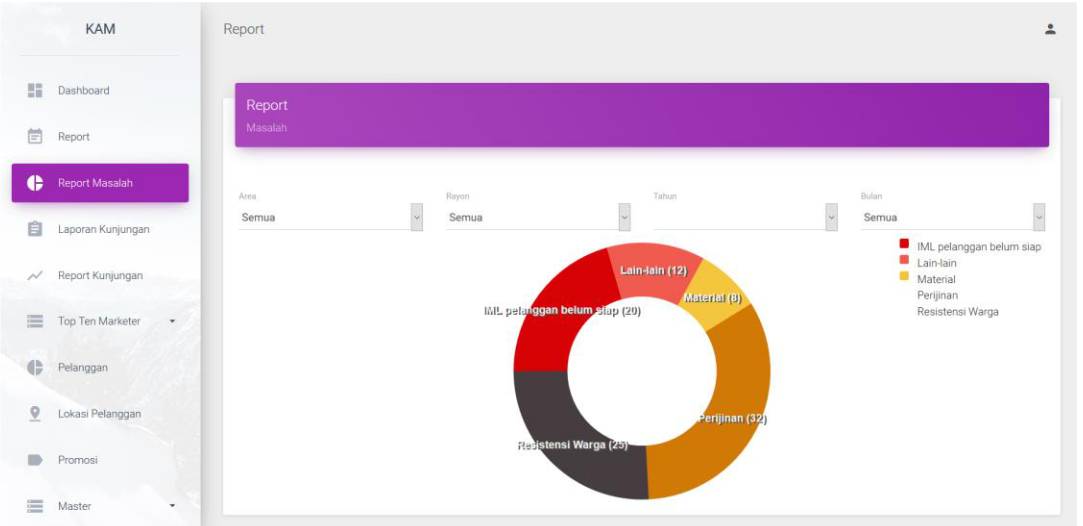 KAM
Dashboard
Report
Report Masalah
Laporan Kunjungan
Report Kunjungan
Top Ten Marketer
Pelanggan
Lokasi Pelanggan
Promosi
Master
Report
Report
Masalah
Area
Rayon
Tahun
Bulan
Semua
Semua
Semua
IML pelanggan belum siap
Lain-lain
Material
Perijinan
Resistensi Warga
Lain-lain (12)
Material (8)
IML pelanggan belum siap (20)
Perijinan (32)
Resistensi Warga (25)